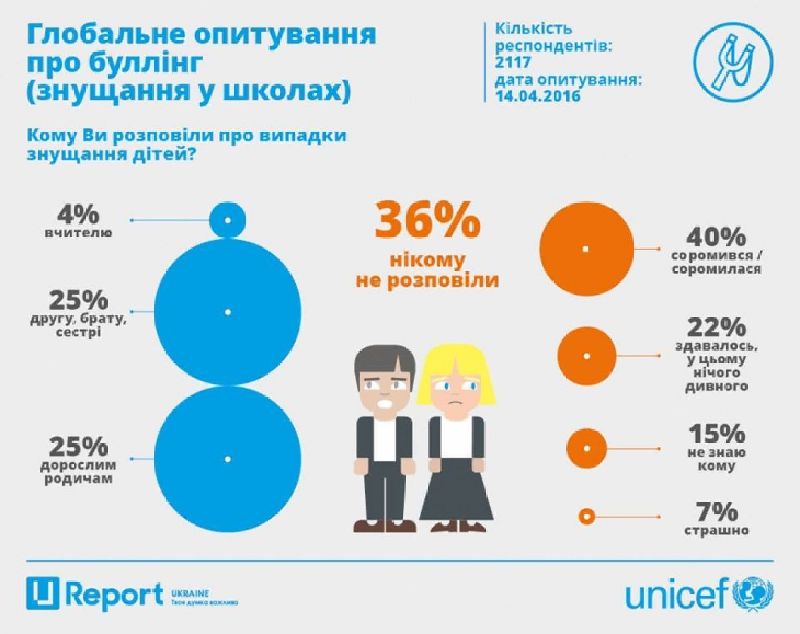 Глобальне опитування
про буллінг
(знущання у школах)
Кількість
респондентів:
2117
дата опитування:
14.04.2016
Кому Ви розповіли про випадки
знущання дітей?
4%
вчителю
25%
другу, брату,
сестрі
25%
дорослим
родичам
36%
нікому
не розповіли
40%
соромився /
соромилася
22%
здавалось,
у цьому
нічого
дивного
15%
не знаю
кому
7%
страшно
U Report UKRAINE
Твоя думка важлива
unicef